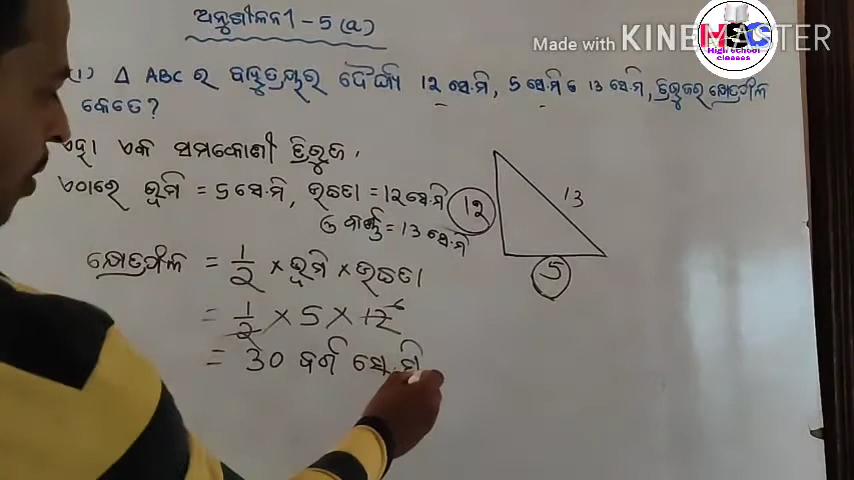 ଅନୁଶୀଳନୀ - 5 (a)
Made with KINEMASTER
HSC
High School
Classes
(1) Δ ABC ର ବାହୁତ୍ରୟର ଦୈର୍ଘ୍ୟ 12 ସେ.ମି, 5 ସେ.ମି ଓ 13 ସେ.ମି, ତ୍ରିଭୁଜର କ୍ଷେତ୍ରଫଳ
କେତେ?
ଏହା ଏକ ସମକୋଣୀ ତ୍ରିଭୁଜ.
ଏଠାରେ ଭୂମି = 5 ସେ.ମି, ଉଚ୍ଚତା = 12 ସେ.ମି
ଓ କର୍ଣ୍ଣ = 13 ସେ.ମି
12
13
5
କ୍ଷେତ୍ରଫଳ = 1/2 × ଭୂମି × ଉଚ୍ଚତା
= 1/2 × 5 × 12 6
= 30 ବର୍ଗ ସେ.ମି